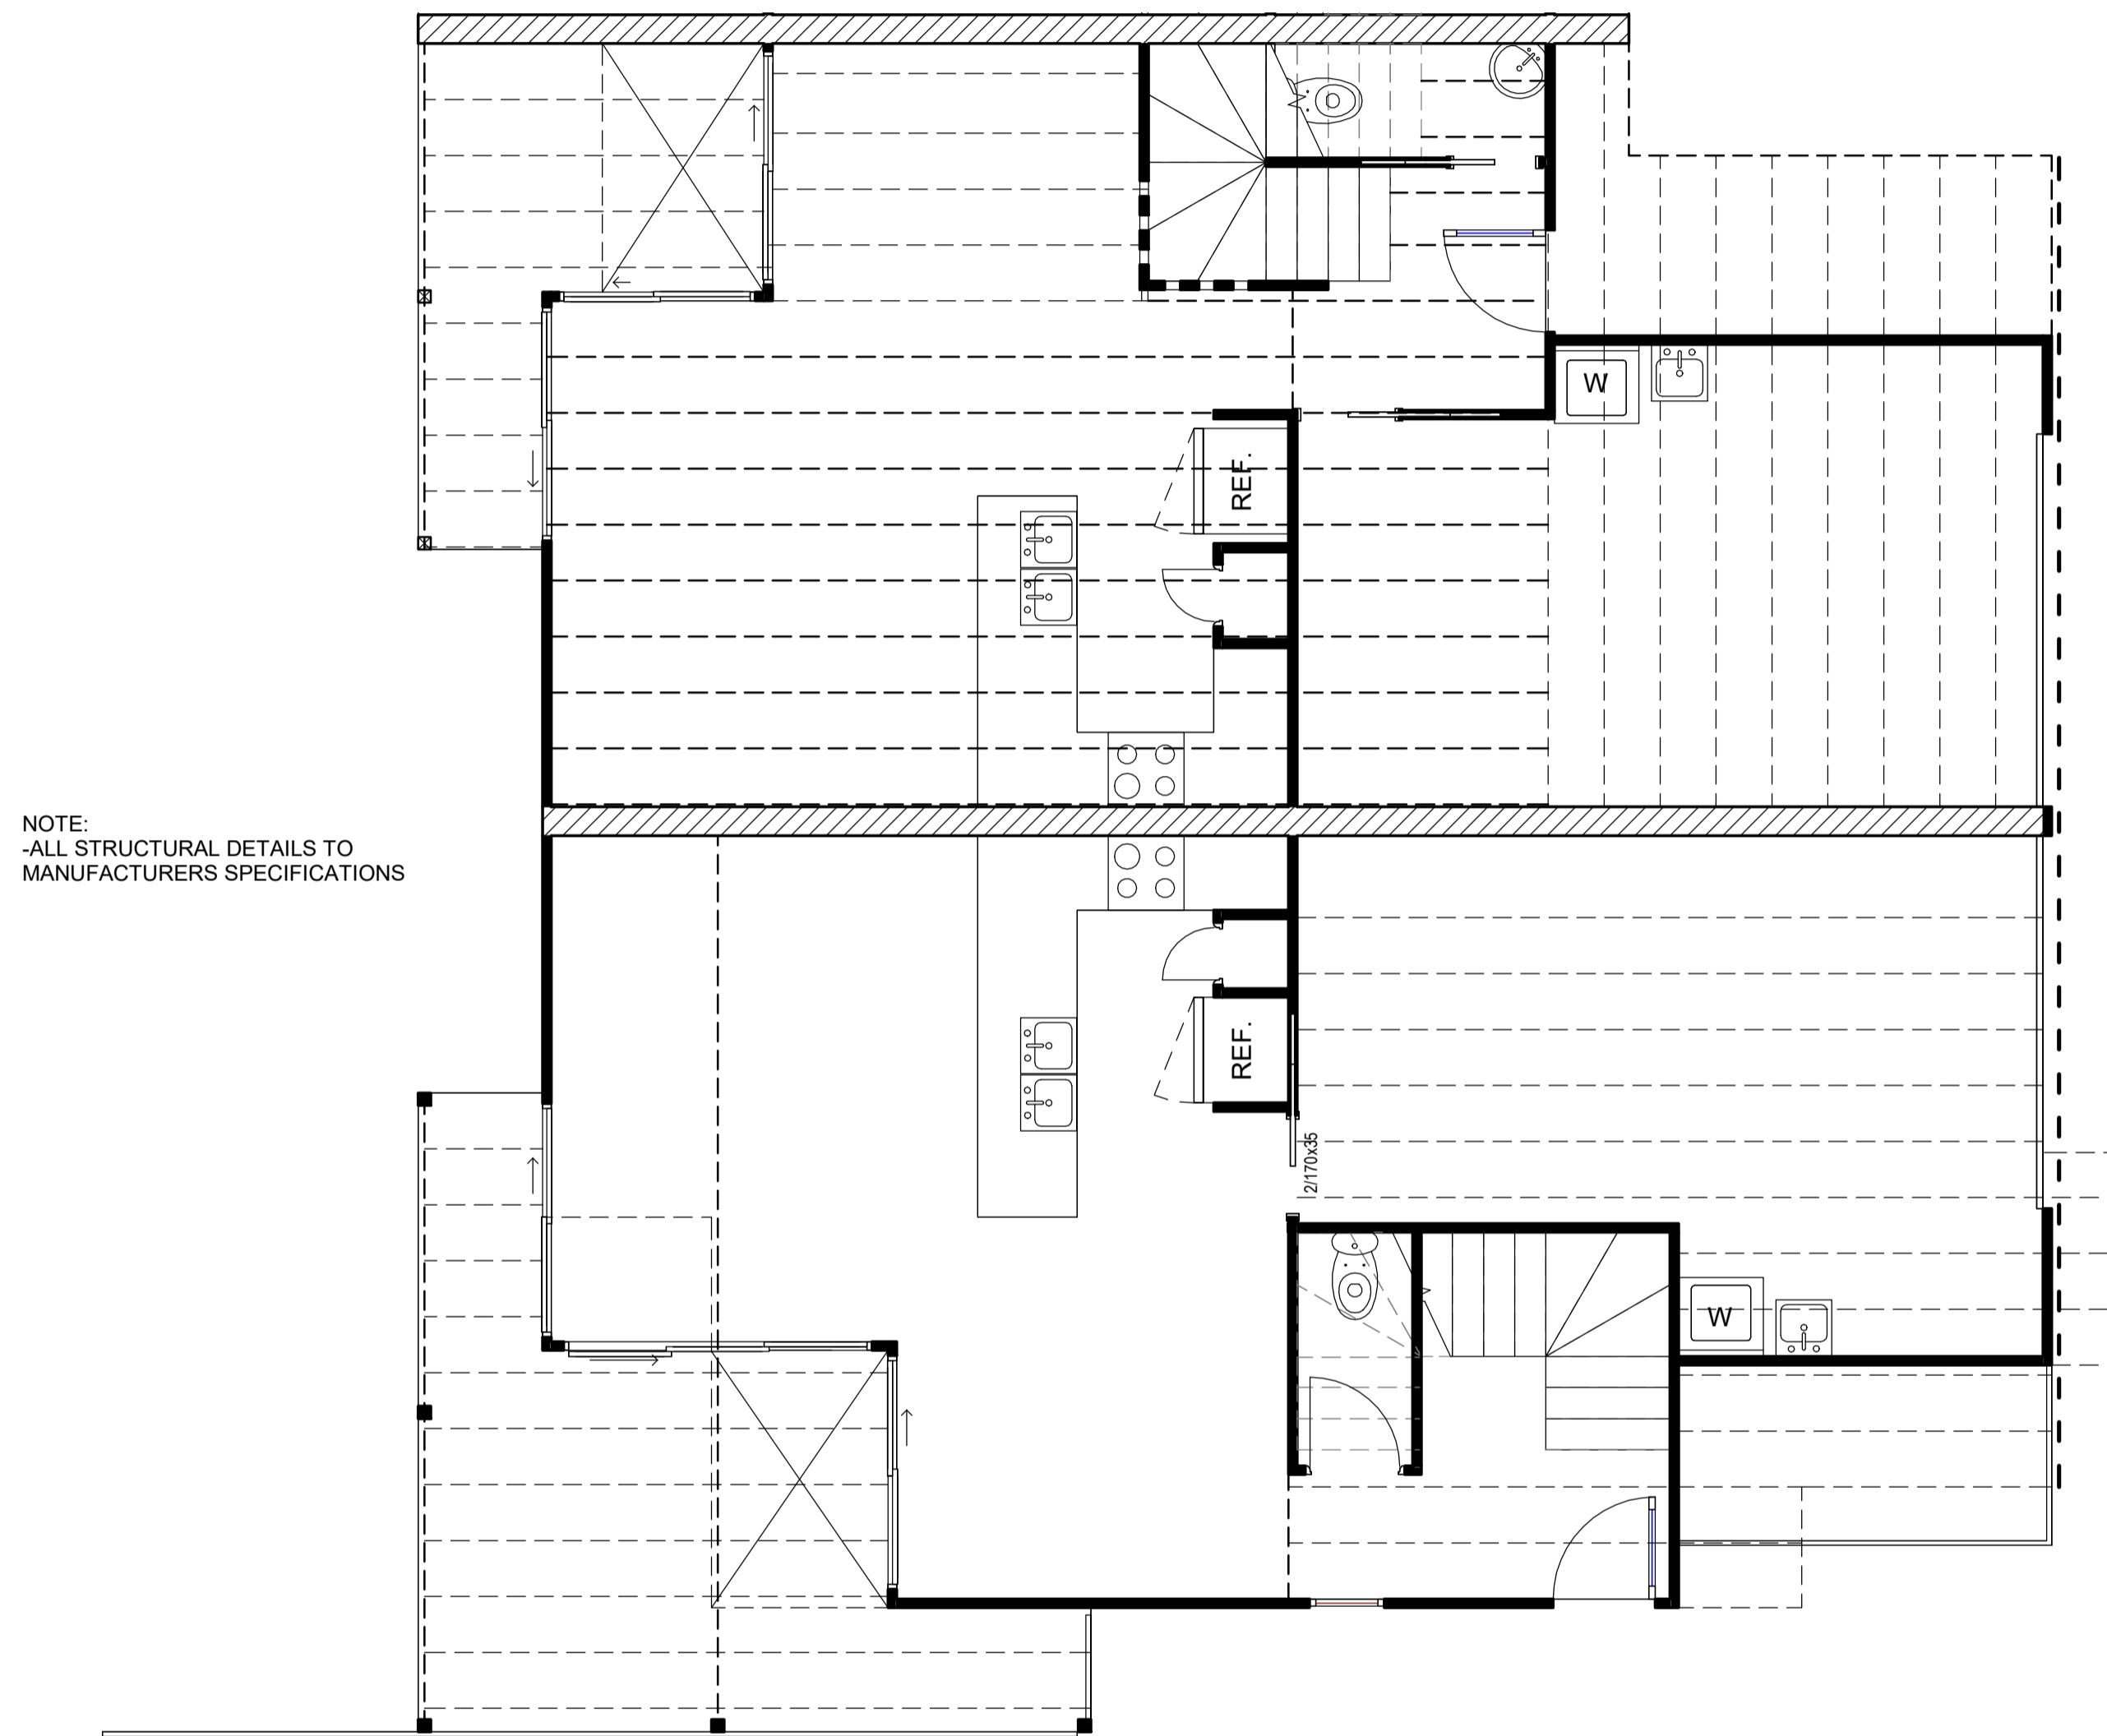 W
REF.
NOTE:
-ALL STRUCTURAL DETAILS TO
MANUFACTURERS SPECIFICATIONS
REF.
2/170x35
W